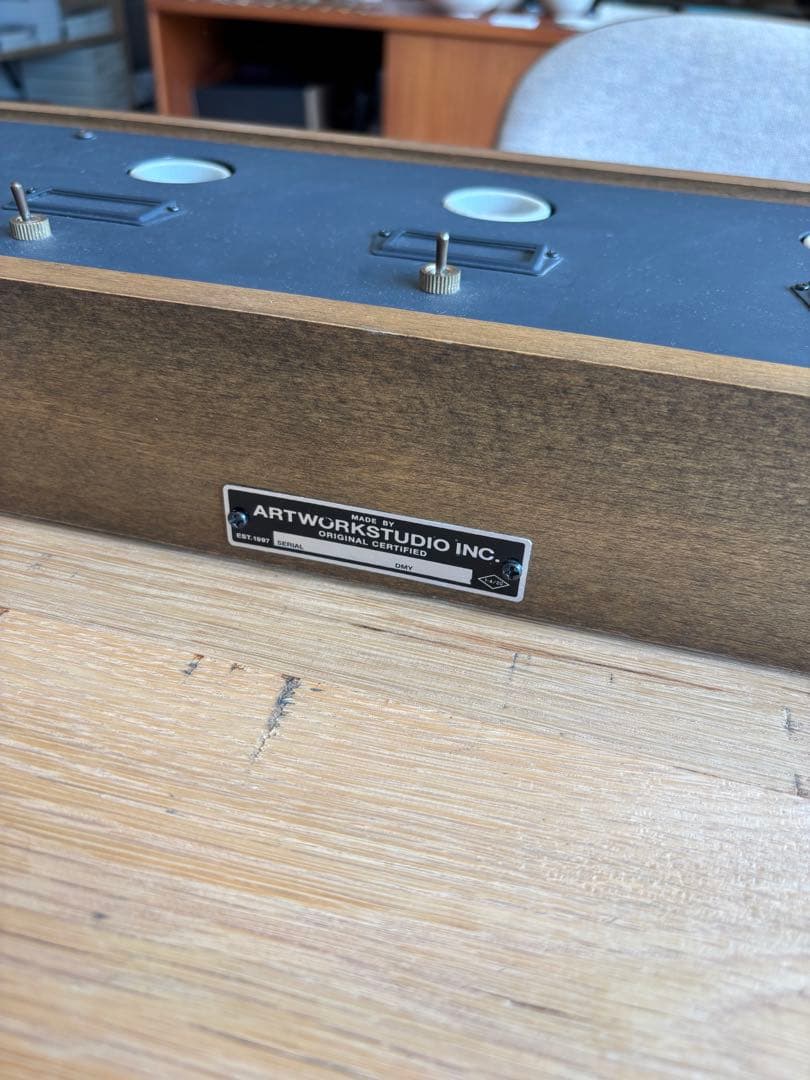 MADE BY
ARTWORKSTUDIO INC.
ORIGINAL CERTIFIED
EST.1997 SERIAL DMY